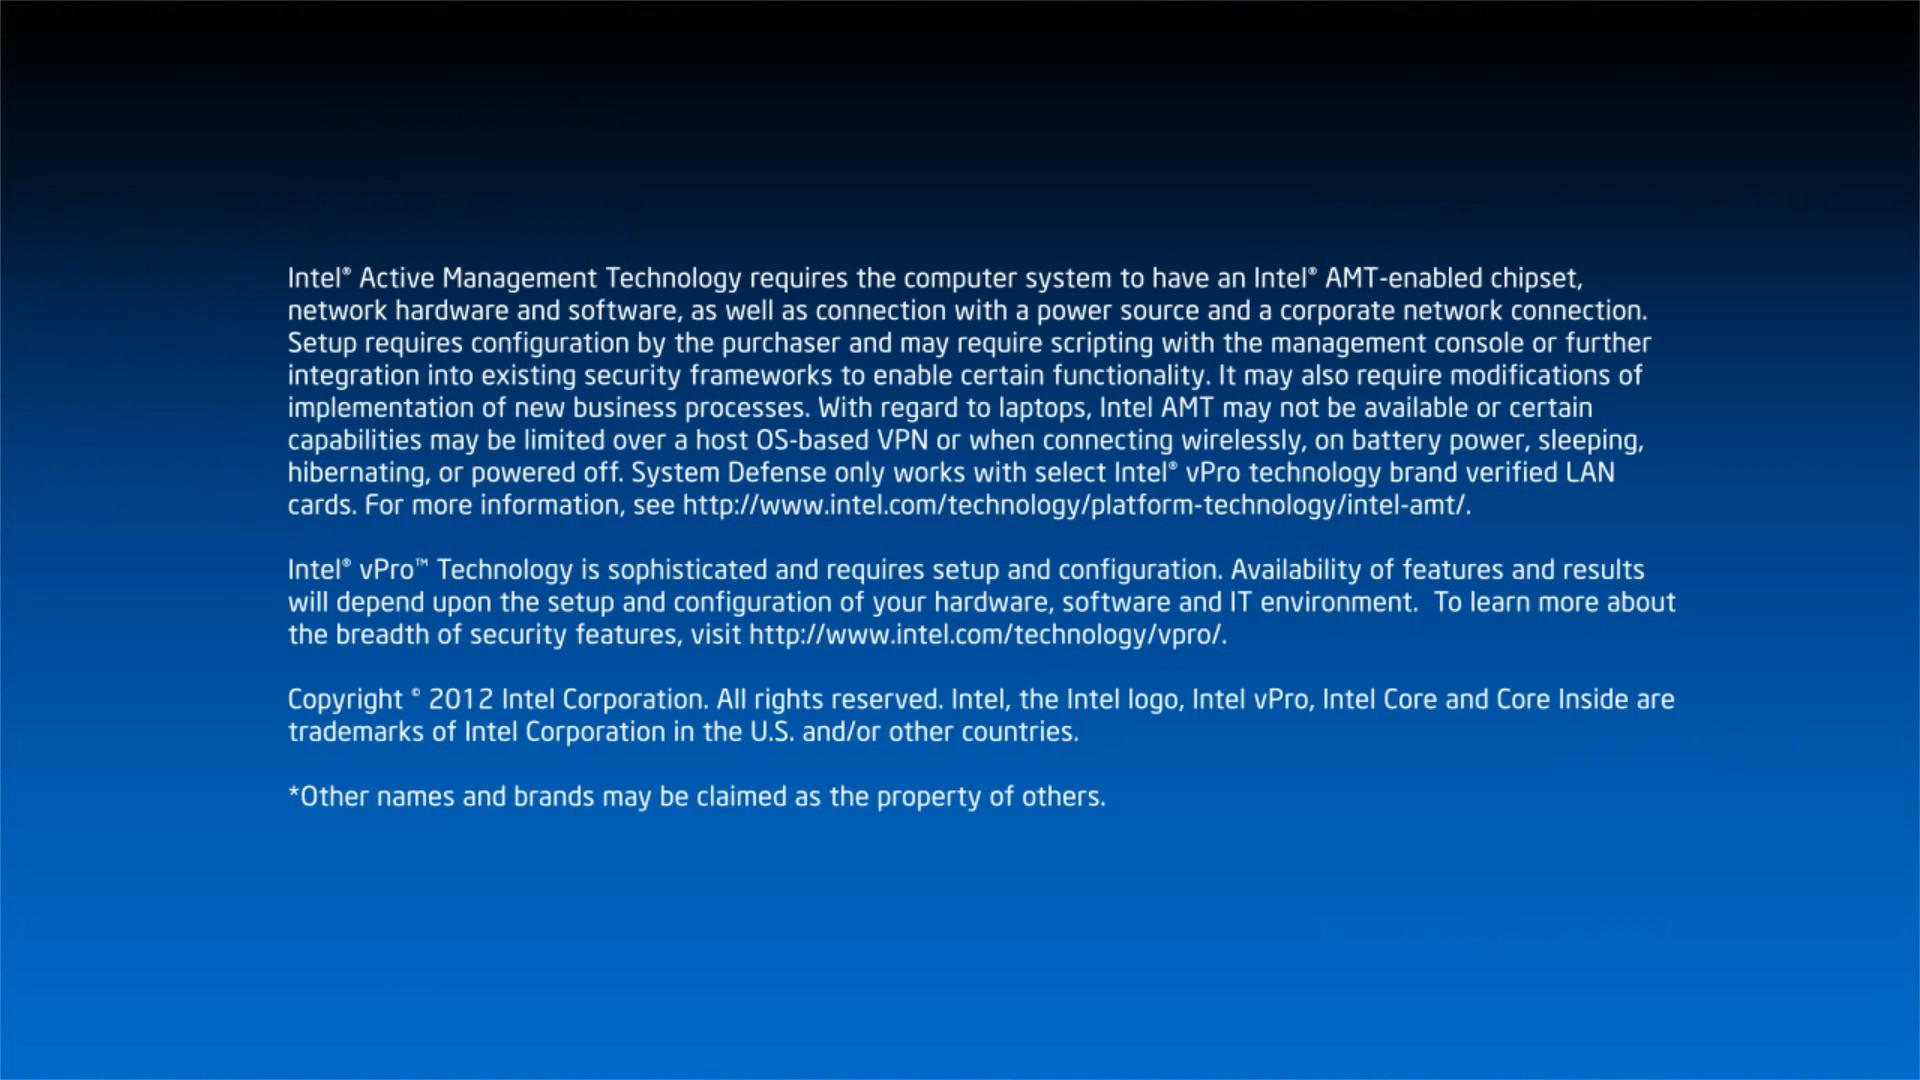 Intel® Active Management Technology requires the computer system to have an Intel® AMT-enabled chipset,
network hardware and software, as well as connection with a power source and a corporate network connection.
Setup requires configuration by the purchaser and may require scripting with the management console or further
integration into existing security frameworks to enable certain functionality. It may also require modifications of
implementation of new business processes. With regard to laptops, Intel AMT may not be available or certain
capabilities may be limited over a host OS-based VPN or when connecting wirelessly, on battery power, sleeping,
hibernating, or powered off. System Defense only works with select Intel® vPro technology brand verified LAN
cards. For more information, see http://www.intel.com/technology/platform-technology/intel-amt/.
Intel® vPro™ Technology is sophisticated and requires setup and configuration. Availability of features and results
will depend upon the setup and configuration of your hardware, software and IT environment.  To learn more about
the breadth of security features, visit http://www.intel.com/technology/vpro/.
Copyright © 2012 Intel Corporation. All rights reserved. Intel, the Intel logo, Intel vPro, Intel Core and Core Inside are
trademarks of Intel Corporation in the U.S. and/or other countries.
*Other names and brands may be claimed as the property of others.